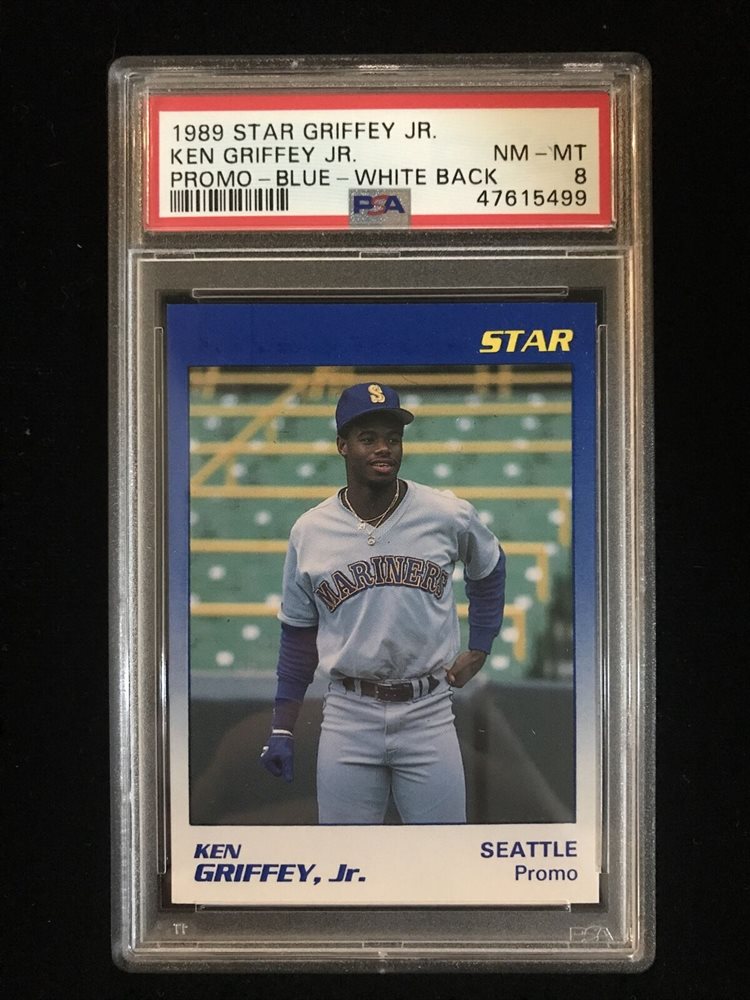 1989 STAR GRIFFEY JR.
KEN GRIFFEY JR. NM - MT
PROMO - BLUE - WHITE BACK 8
PSA 47615499
STAR
S
MARINERS
KEN SEATTLE
GRIFFEY, Jr. Promo
PSA